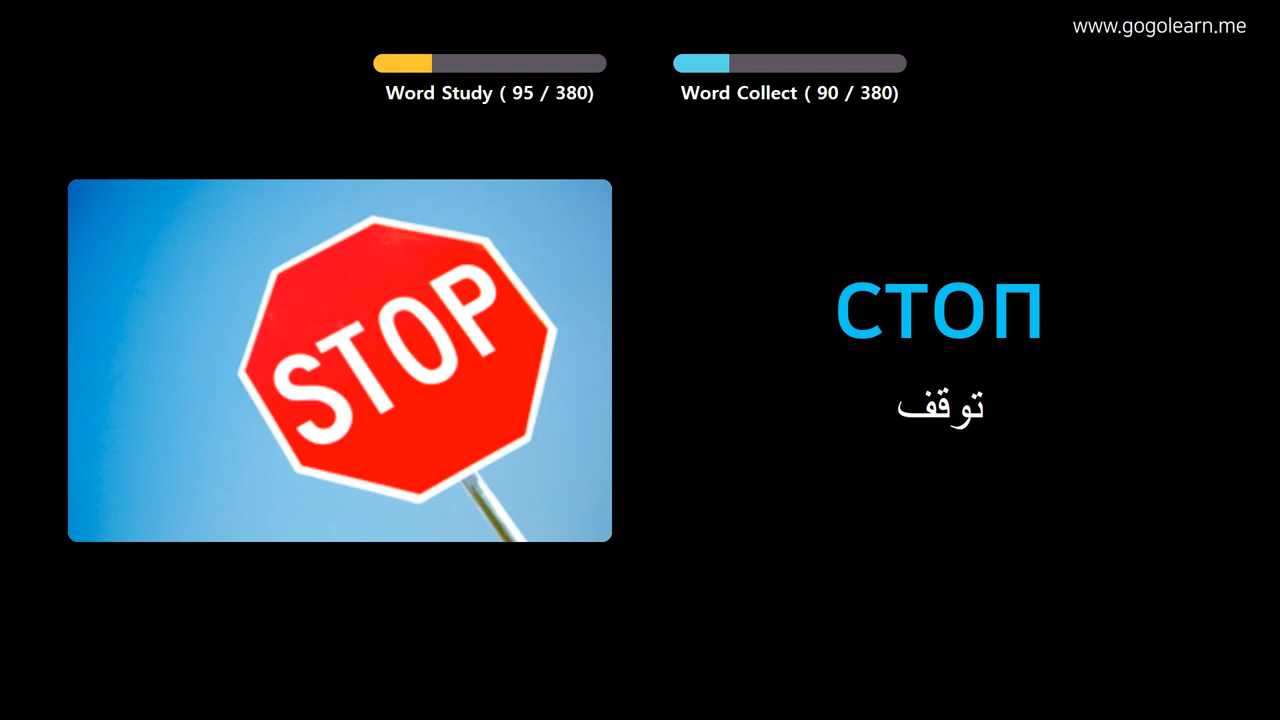 www.gogolearn.me
Word Study ( 95 / 380)
Word Collect ( 90 / 380)
STOP
стоп
توقف